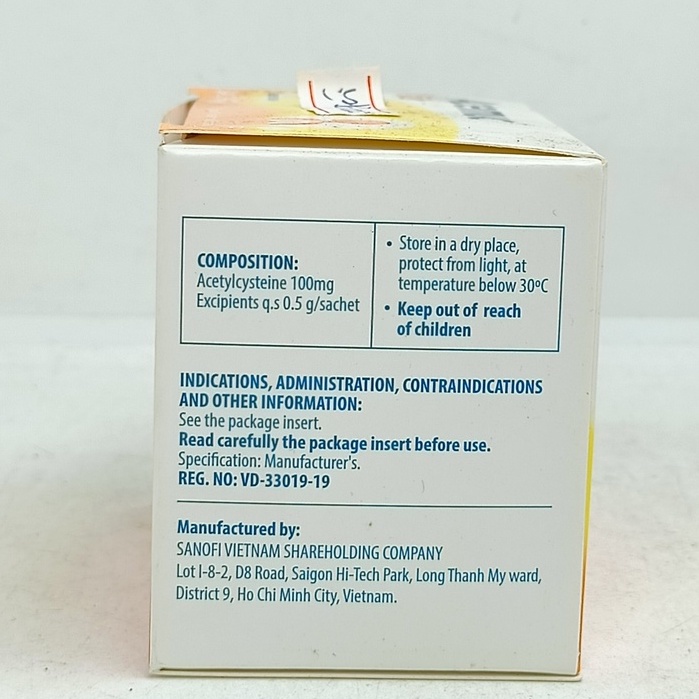 COMPOSITION:
Acetylcysteine 100mg
Excipients q.s 0.5 g/sachet
• Store in a dry place,
protect from light, at
temperature below 30ºC
• Keep out of reach
of children
INDICATIONS, ADMINISTRATION, CONTRAINDICATIONS
AND OTHER INFORMATION:
See the package insert.
Read carefully the package insert before use.
Specification: Manufacturer's.
REG. NO: VD-33019-19
Manufactured by:
SANOFI VIETNAM SHAREHOLDING COMPANY
Lot I-8-2, D8 Road, Saigon Hi-Tech Park, Long Thanh My ward,
District 9, Ho Chi Minh City, Vietnam.